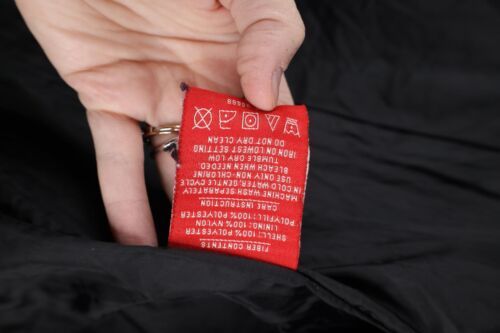 FIBER CONTENTS
SHELL: 100% POLYESTER
LINING: 100% NYLON
POLYFILL: 100% POLYESTER
CARE INSTRUCTION
MACHINE WASH SEPARATELY
IN COLD WATER, GENTLE CYCLE
USE ONLY NON-CHLORINE
BLEACH WHEN NEEDED.
TUMBLE DRY LOW
IRON ON LOWEST SETTING
DO NOT DRY CLEAN